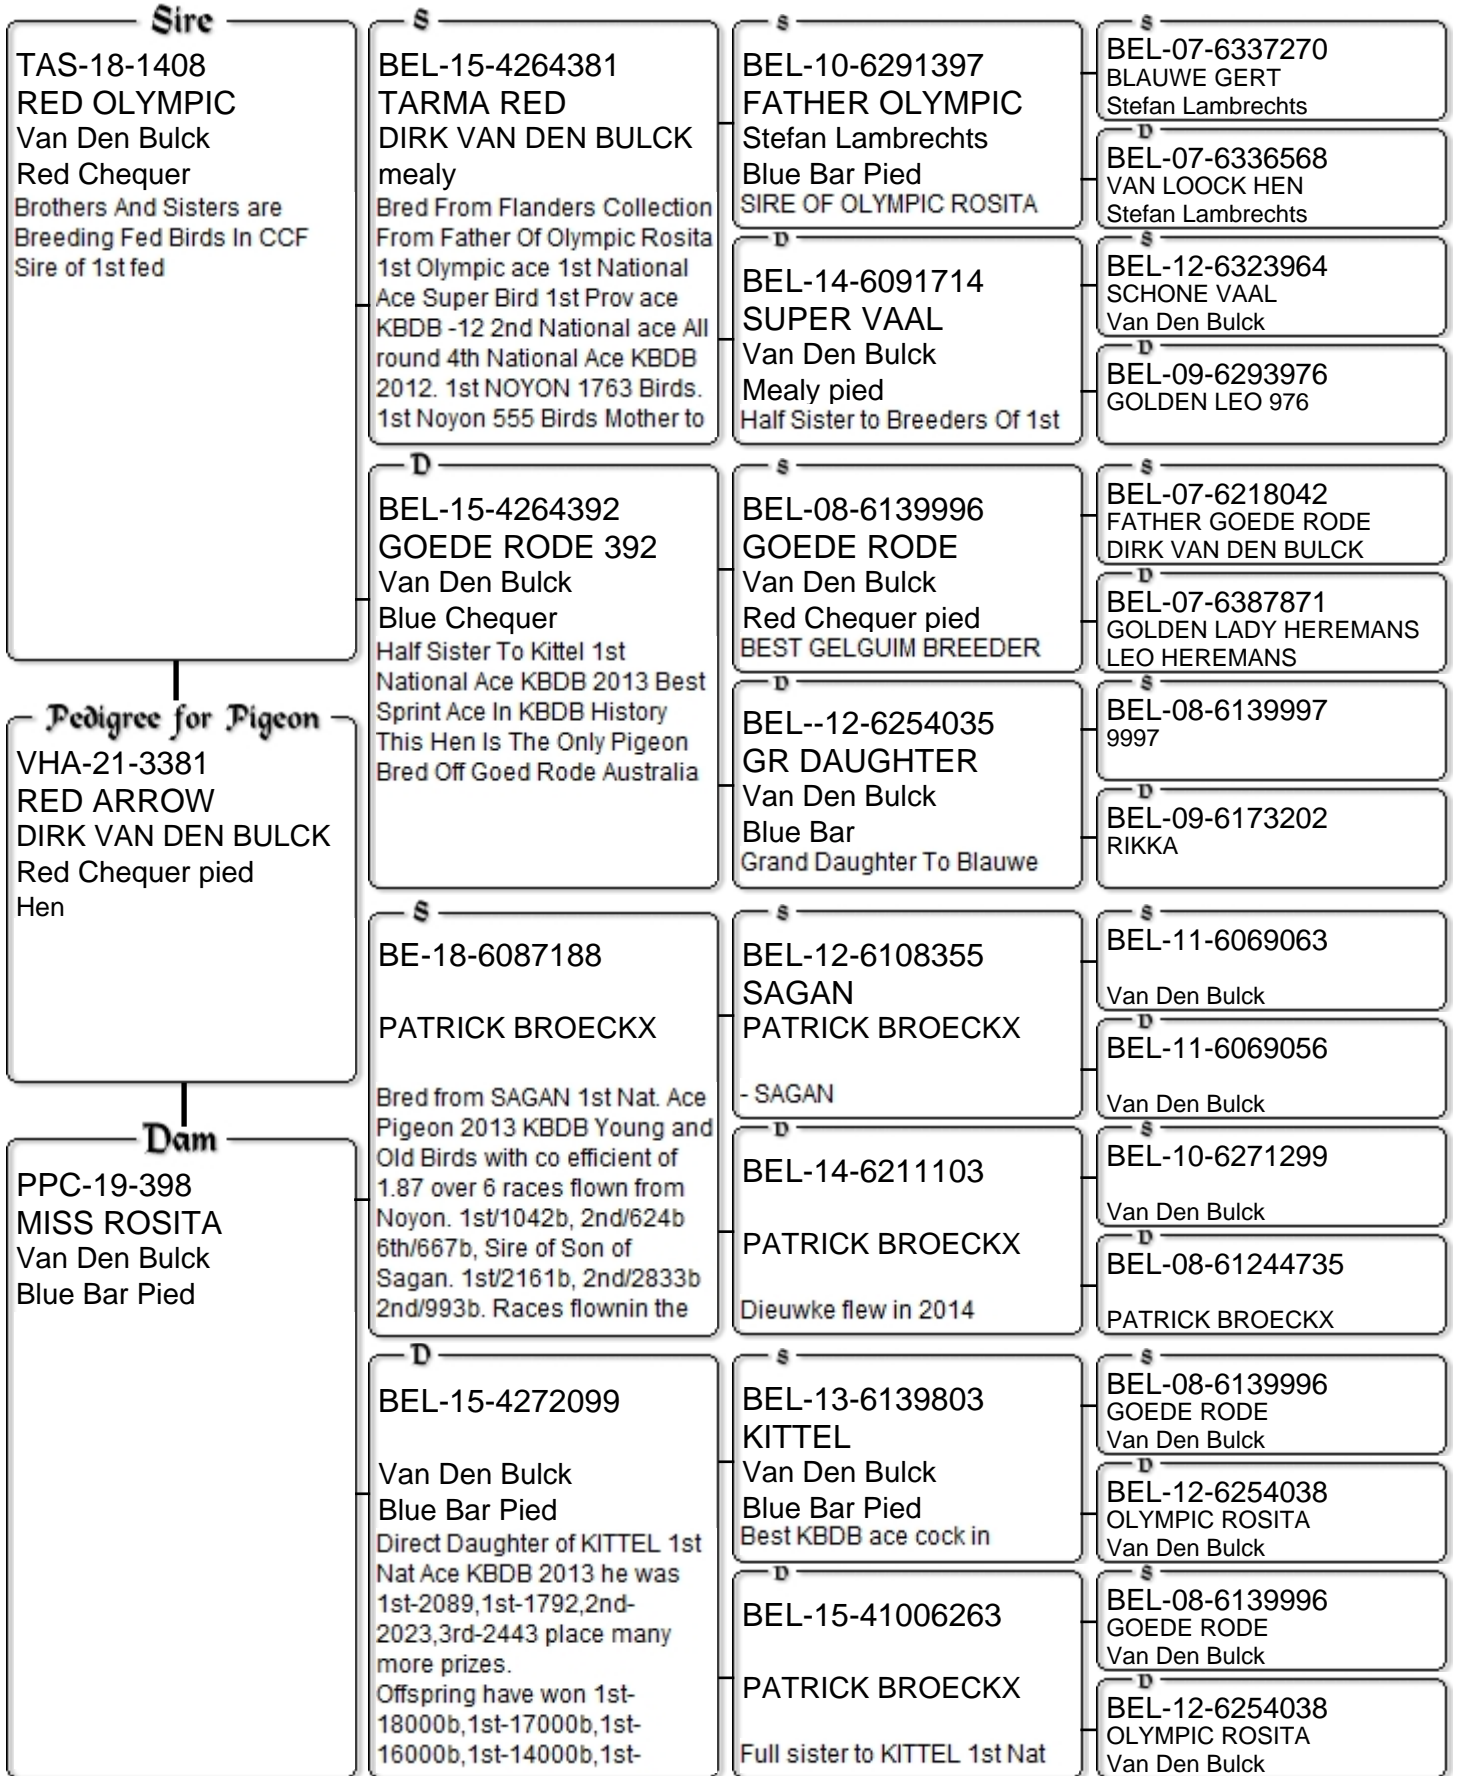 Sire
TAS-18-1408
RED OLYMPIC
Van Den Bulck
Red Chequer
Brothers And Sisters are
Breeding Fed Birds In CCF
Sire of 1st fed
Pedigree for Pigeon
VHA-21-3381
RED ARROW
DIRK VAN DEN BULCK
Red Chequer pied
Hen
Dam
PPC-19-398
MISS ROSITA
Van Den Bulck
Blue Bar Pied
S
BEL-15-4264381
TARMA RED
DIRK VAN DEN BULCK
mealy
Bred From Flanders Collection
From Father Of Olympic Rosita
1st Olympic ace 1st National
Ace Super Bird 1st Prov ace
KBDB -12 2nd National ace All
round 4th National Ace KBDB
2012. 1st NOYON 1763 Birds.
1st Noyon 555 Birds Mother to
D
BEL-15-4264392
GOEDE RODE 392
Van Den Bulck
Blue Chequer
Half Sister To Kittel 1st
National Ace KBDB 2013 Best
Sprint Ace In KBDB History
This Hen Is The Only Pigeon
Bred Off Goed Rode Australia
S
BE-18-6087188
PATRICK BROECKX
Bred from SAGAN 1st Nat. Ace
Pigeon 2013 KBDB Young and
Old Birds with co efficient of
1.87 over 6 races flown from
Noyon. 1st/1042b, 2nd/624b
6th/667b, Sire of Son of
Sagan. 1st/2161b, 2nd/2833b
2nd/993b. Races flownin the
D
BEL-15-4272099
Van Den Bulck
Blue Bar Pied
Direct Daughter of KITTEL 1st
Nat Ace KBDB 2013 he was
1st-2089,1st-1792,2nd-
2023,3rd-2443 place many
more prizes.
Offspring have won 1st-
18000b,1st-17000b,1st-
16000b,1st-14000b,1st-
S
BEL-10-6291397
FATHER OLYMPIC
Stefan Lambrechts
Blue Bar Pied
SIRE OF OLYMPIC ROSITA
D
BEL-14-6091714
SUPER VAAL
Van Den Bulck
Mealy pied
Half Sister to Breeders Of 1st
S
BEL-08-6139996
GOEDE RODE
Van Den Bulck
Red Chequer pied
BEST GELGUIM BREEDER
D
BEL--12-6254035
GR DAUGHTER
Van Den Bulck
Blue Bar
Grand Daughter To Blauwe
S
BEL-12-6108355
SAGAN
PATRICK BROECKX
- SAGAN
D
BEL-14-6211103
PATRICK BROECKX
Dieuwke flew in 2014
S
BEL-13-6139803
KITTEL
Van Den Bulck
Blue Bar Pied
Best KBDB ace cock in
D
BEL-15-41006263
PATRICK BROECKX
Full sister to KITTEL 1st Nat
S
BEL-07-6337270
BLAUWE GERT
Stefan Lambrechts
D
BEL-07-6336568
VAN LOOCK HEN
Stefan Lambrechts
S
BEL-12-6323964
SCHONE VAAL
Van Den Bulck
D
BEL-09-6293976
GOLDEN LEO 976
S
BEL-07-6218042
FATHER GOEDE RODE
DIRK VAN DEN BULCK
D
BEL-07-6387871
GOLDEN LADY HEREMANS
LEO HEREMANS
S
BEL-08-6139997
9997
D
BEL-09-6173202
RIKKA
S
BEL-11-6069063
Van Den Bulck
D
BEL-11-6069056
Van Den Bulck
S
BEL-10-6271299
Van Den Bulck
D
BEL-08-61244735
PATRICK BROECKX
S
BEL-08-6139996
GOEDE RODE
Van Den Bulck
D
BEL-12-6254038
OLYMPIC ROSITA
Van Den Bulck
S
BEL-08-6139996
GOEDE RODE
Van Den Bulck
D
BEL-12-6254038
OLYMPIC ROSITA
Van Den Bulck